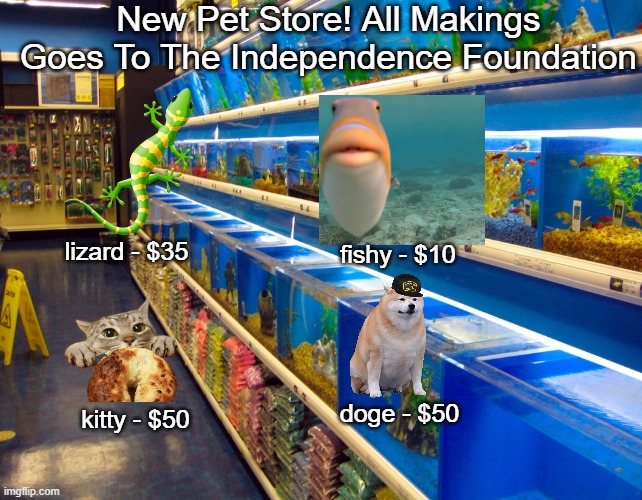 New Pet Store! All Makings
Goes To The Independence Foundation
lizard - $35
fishy - $10
kitty - $50
doge - $50
imgflip.com